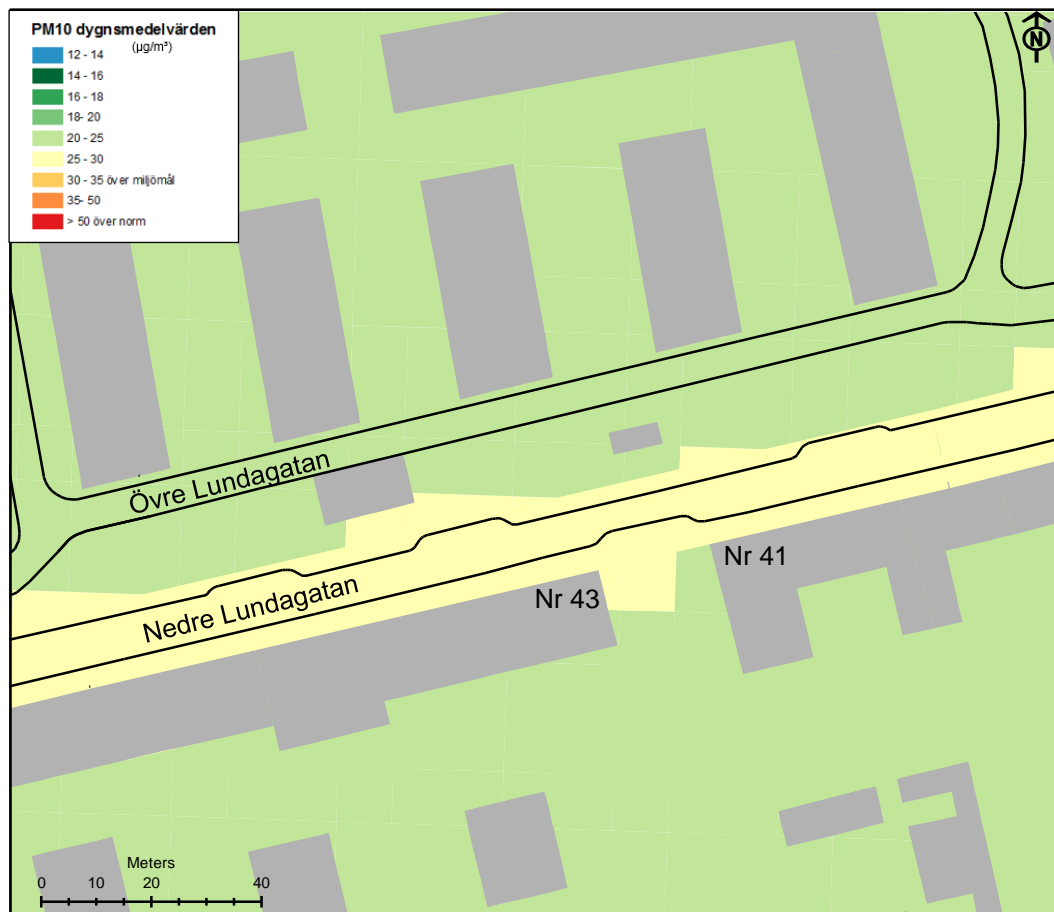 PM10 dygnsmedelvärden
(µg/m³)
12 - 14
14 - 16
16 - 18
18- 20
20 - 25
25 - 30
30 - 35 över miljömål
35- 50
> 50 över norm
N
Övre Lundagatan
Nr 41
Nedre Lundagatan
Nr 43
Meters
0 10 20 40